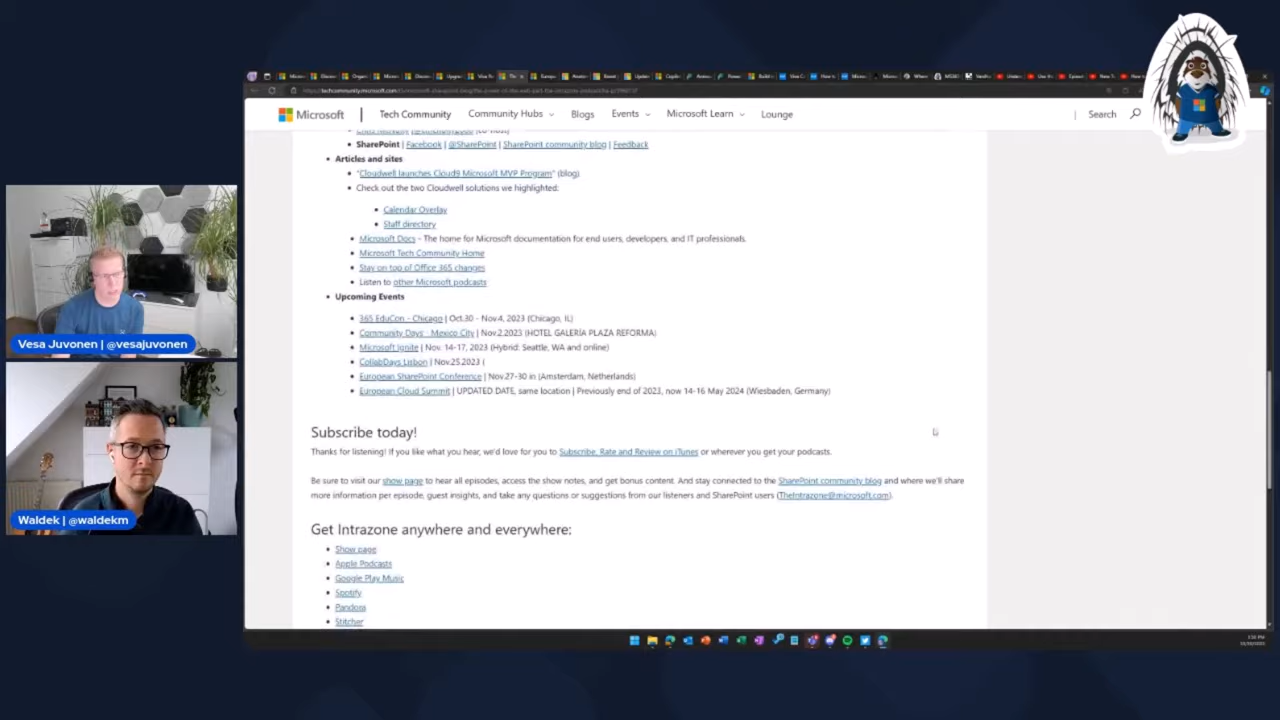 Microsoft | Tech Community Community Hubs Blogs Events Microsoft Learn Lounge | Search
SharePoint | Facebook | @SharePoint | SharePoint community blog | Feedback
Articles and sites
"Cloudwell launches Cloud9 Microsoft MVP Program" (blog)
Check out the two Cloudwell solutions we highlighted:
Calendar Overlay
Staff directory
Microsoft Docs - The home for Microsoft documentation for end users, developers, and IT professionals.
Microsoft Tech Community Home
Stay on top of Office 365 changes
Listen to other Microsoft podcasts
Upcoming Events
365 EduCon - Chicago | Oct.30 - Nov.4, 2023 (Chicago, IL)
Community Days : Mexico City | Nov.2.2023 (HOTEL GALERÍA PLAZA REFORMA)
Microsoft Ignite | Nov. 14-17, 2023 (Hybrid: Seattle, WA and online)
CollabDays Lisbon | Nov.25.2023 (
European SharePoint Conference | Nov.27-30 in (Amsterdam, Netherlands)
European Cloud Summit | UPDATED DATE, same location | Previously end of 2023, now 14-16 May 2024 (Wiesbaden, Germany)
Subscribe today!
Thanks for listening! If you like what you hear, we'd love for you to Subscribe, Rate and Review on iTunes or wherever you get your podcasts.
Be sure to visit our show page to hear all episodes, access the show notes, and get bonus content. And stay connected to the SharePoint community blog and where we'll share
more information per episode, guest insights, and take any questions or suggestions from our listeners and SharePoint users (TheIntrazone@microsoft.com).
Get Intrazone anywhere and everywhere:
Show page
Apple Podcasts
Google Play Music
Spotify
Pandora
Stitcher
Vesa Juvonen | @vesajuvonen
Waldek | @waldekm